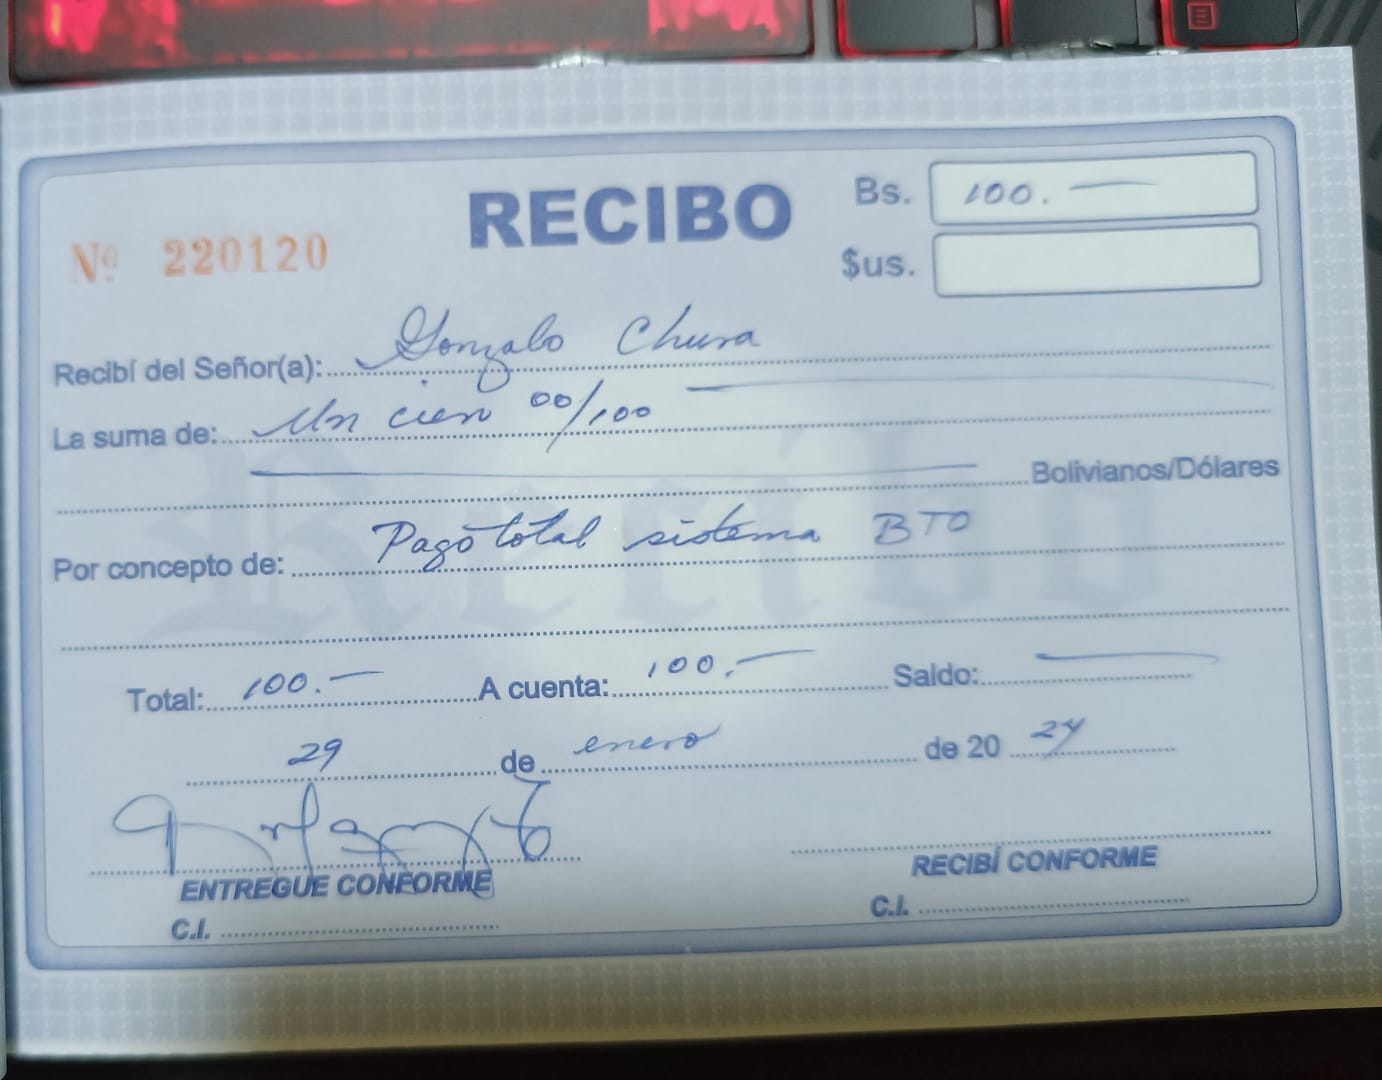 RECIBO
Bs. 100.—
Nº 220120
$us.
Recibí del Señor(a): Gonzalo Chura
La suma de: Un cien 00/100
Bolivianos/Dólares
Por concepto de: Pago total sistema BTO
Total: 100.— A cuenta: 100.— Saldo: —
29 de enero de 20 24
ENTREGUE CONFORME
RECIBÍ CONFORME
C.I.
C.I.